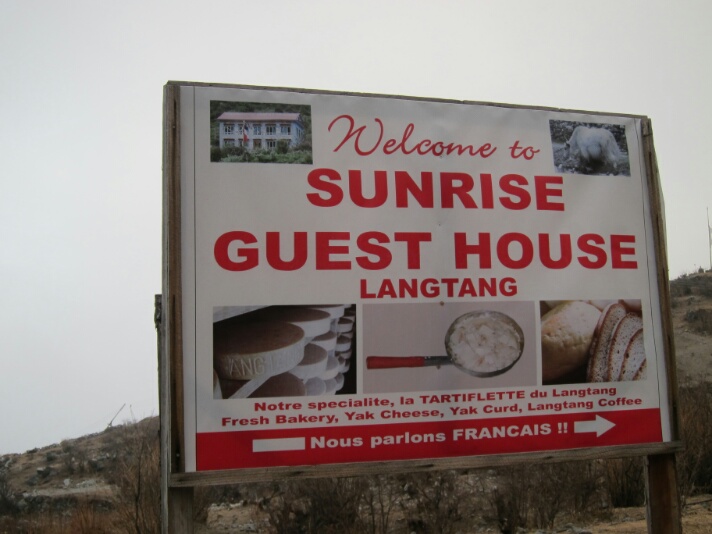 Welcome to
SUNRISE
GUEST HOUSE
LANGTANG
Notre specialite, la TARTIFLETTE du Langtang
Fresh Bakery, Yak Cheese, Yak Curd, Langtang Coffee
Nous parlons FRANCAIS !!